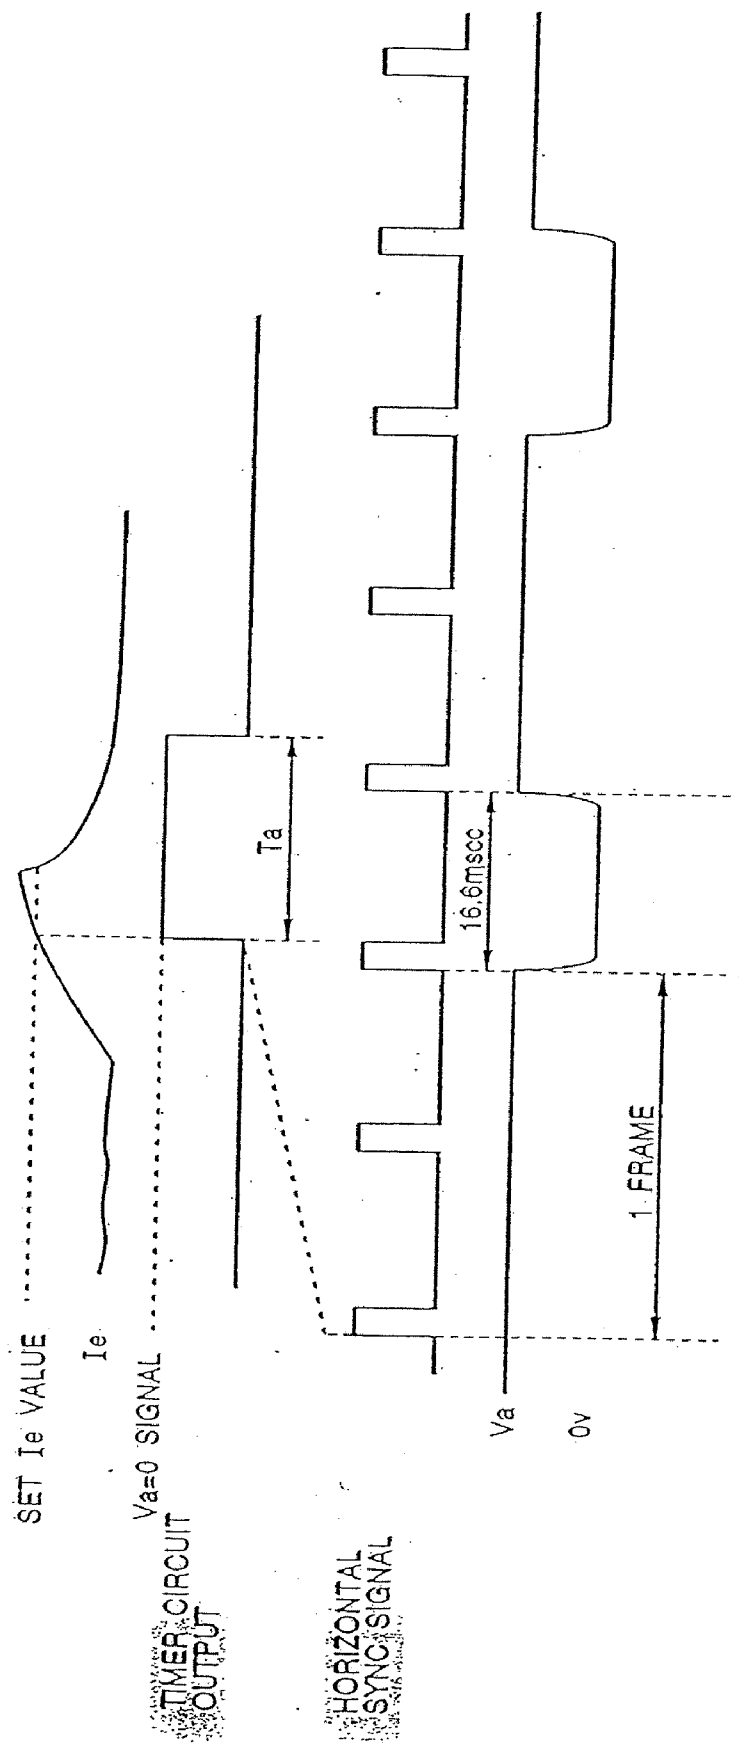 SET Ie VALUE
Ie
Va=0 SIGNAL
TIMER CIRCUIT
OUTPUT
Ta
HORIZONTAL
SYNC SIGNAL
16.6mscc
Va
0v
1 FRAME